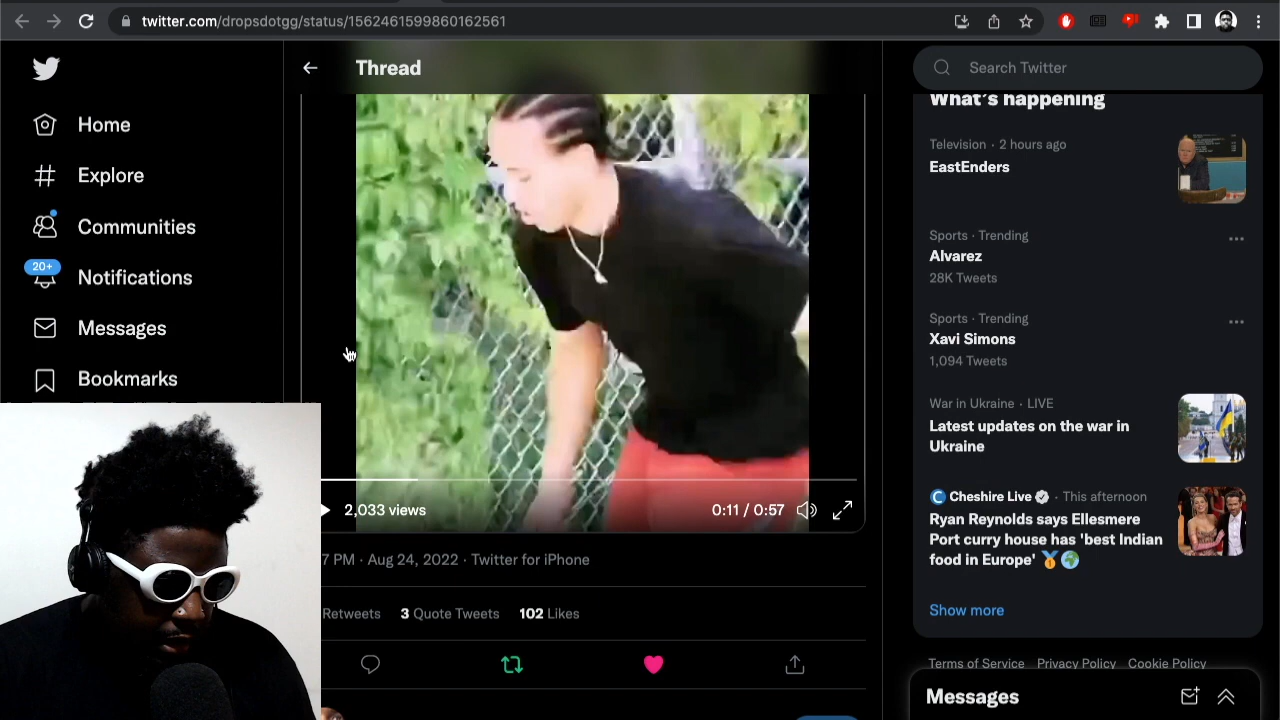 twitter.com/dropsdotgg/status/1562461599860162561
Home
Explore
Communities
20+
Notifications
Messages
Bookmarks
Thread
2,033 views
0:11 / 0:57
7 PM · Aug 24, 2022 · Twitter for iPhone
Retweets 3 Quote Tweets 102 Likes
Search Twitter
What's happening
Television · 2 hours ago
EastEnders
Sports · Trending
Alvarez
28K Tweets
Sports · Trending
Xavi Simons
1,094 Tweets
War in Ukraine · LIVE
Latest updates on the war in
Ukraine
Cheshire Live · This afternoon
Ryan Reynolds says Ellesmere
Port curry house has 'best Indian
food in Europe' 🥇🌍
Show more
Terms of Service Privacy Policy Cookie Policy
Messages